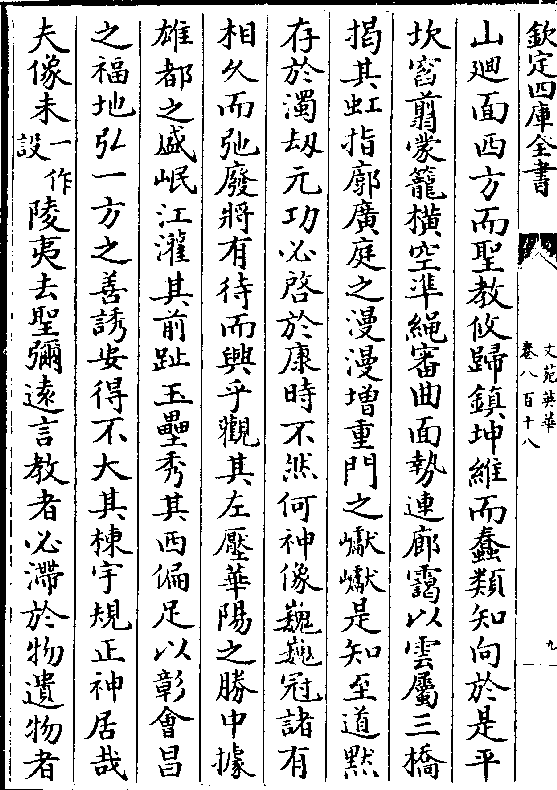 欽定四庫全書
文苑英華
卷八百十八
九
山迴面西方而聖教攸歸鎮坤維而蠢類知向於是平
坎窞翦蒙籠橫空準繩審曲面勢連廊靄以雲屬三橋
揭其虹指廓廣庭之漫漫增重門之巘巘是知至道默
存於濁刼元功必啓於康時不然何神像巍巍冠諸有
相久而弛廢將有待而興乎觀其左壓華陽之勝中據
雄都之盛岷江灌其前趾玉壘秀其西偏足以彰會昌
之福地弘一方之善誘安得不大其棟宇規正神居哉
夫像未一作設陵夷去聖彌遠言教者必滯於物遺物者